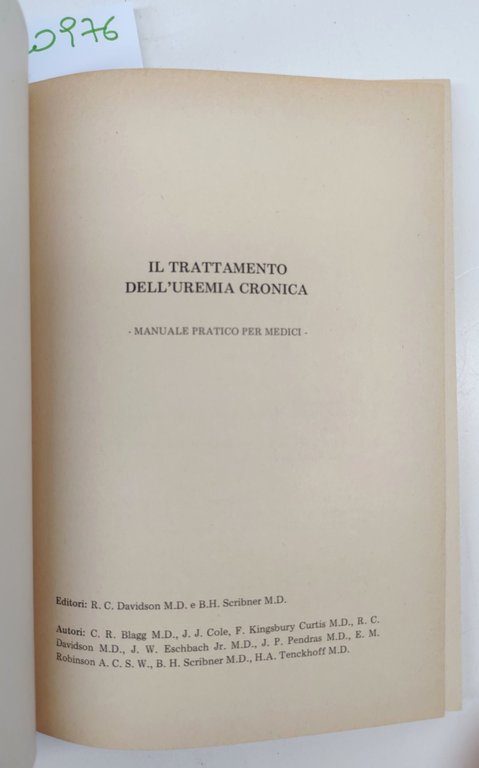 0976
IL TRATTAMENTO
DELL'UREMIA CRONICA
- MANUALE PRATICO PER MEDICI -
Editori: R. C. Davidson M.D. e B.H. Scribner M.D.
Autori: C. R. Blagg M.D., J. J. Cole, F. Kingsbury Curtis M.D., R. C.
Davidson M.D., J. W. Eschbach Jr. M.D., J. P. Pendras M.D., E. M.
Robinson A. C. S. W., B. H. Scribner M.D., H.A. Tenckhoff M.D.